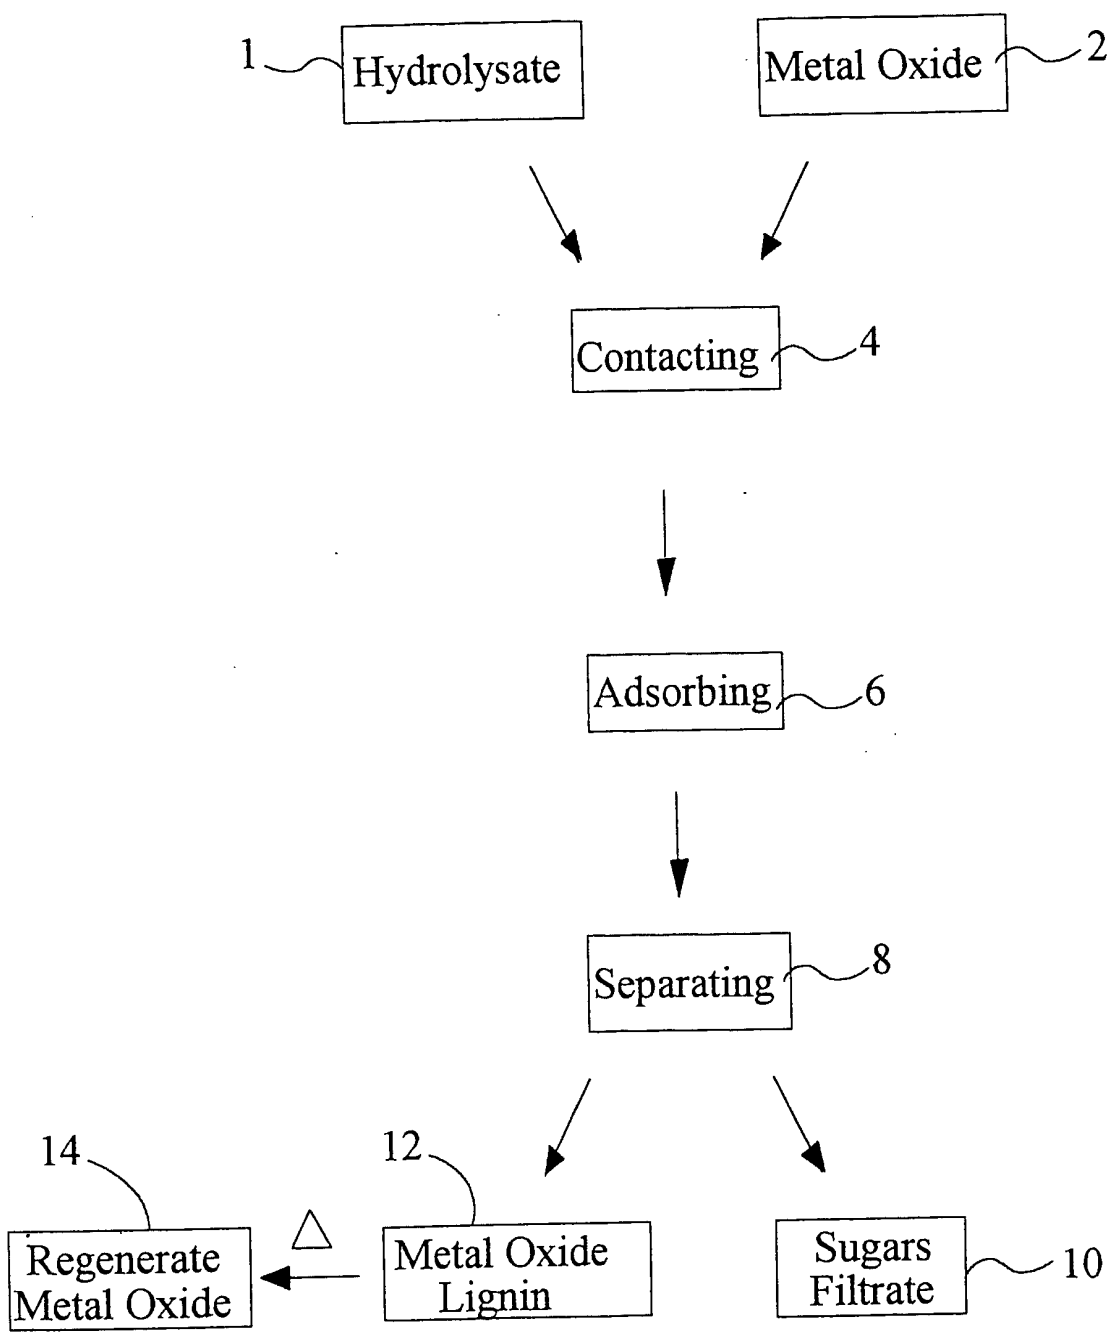 1
Hydrolysate
Metal Oxide
2
Contacting
4
Adsorbing
6
Separating
8
14
12
Δ
Regenerate
Metal Oxide
Metal Oxide
Lignin
Sugars
Filtrate
10